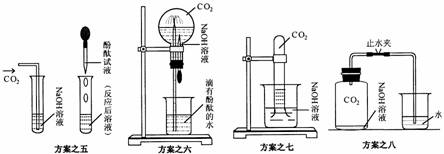 酚酞试液
CO₂
NaOH溶液
(反应后溶液)
方案之五
CO₂
NaOH溶液
滴有酚酞的水
方案之六
CO₂
NaOH溶液
方案之七
止水夹
CO₂
NaOH溶液
水
方案之八